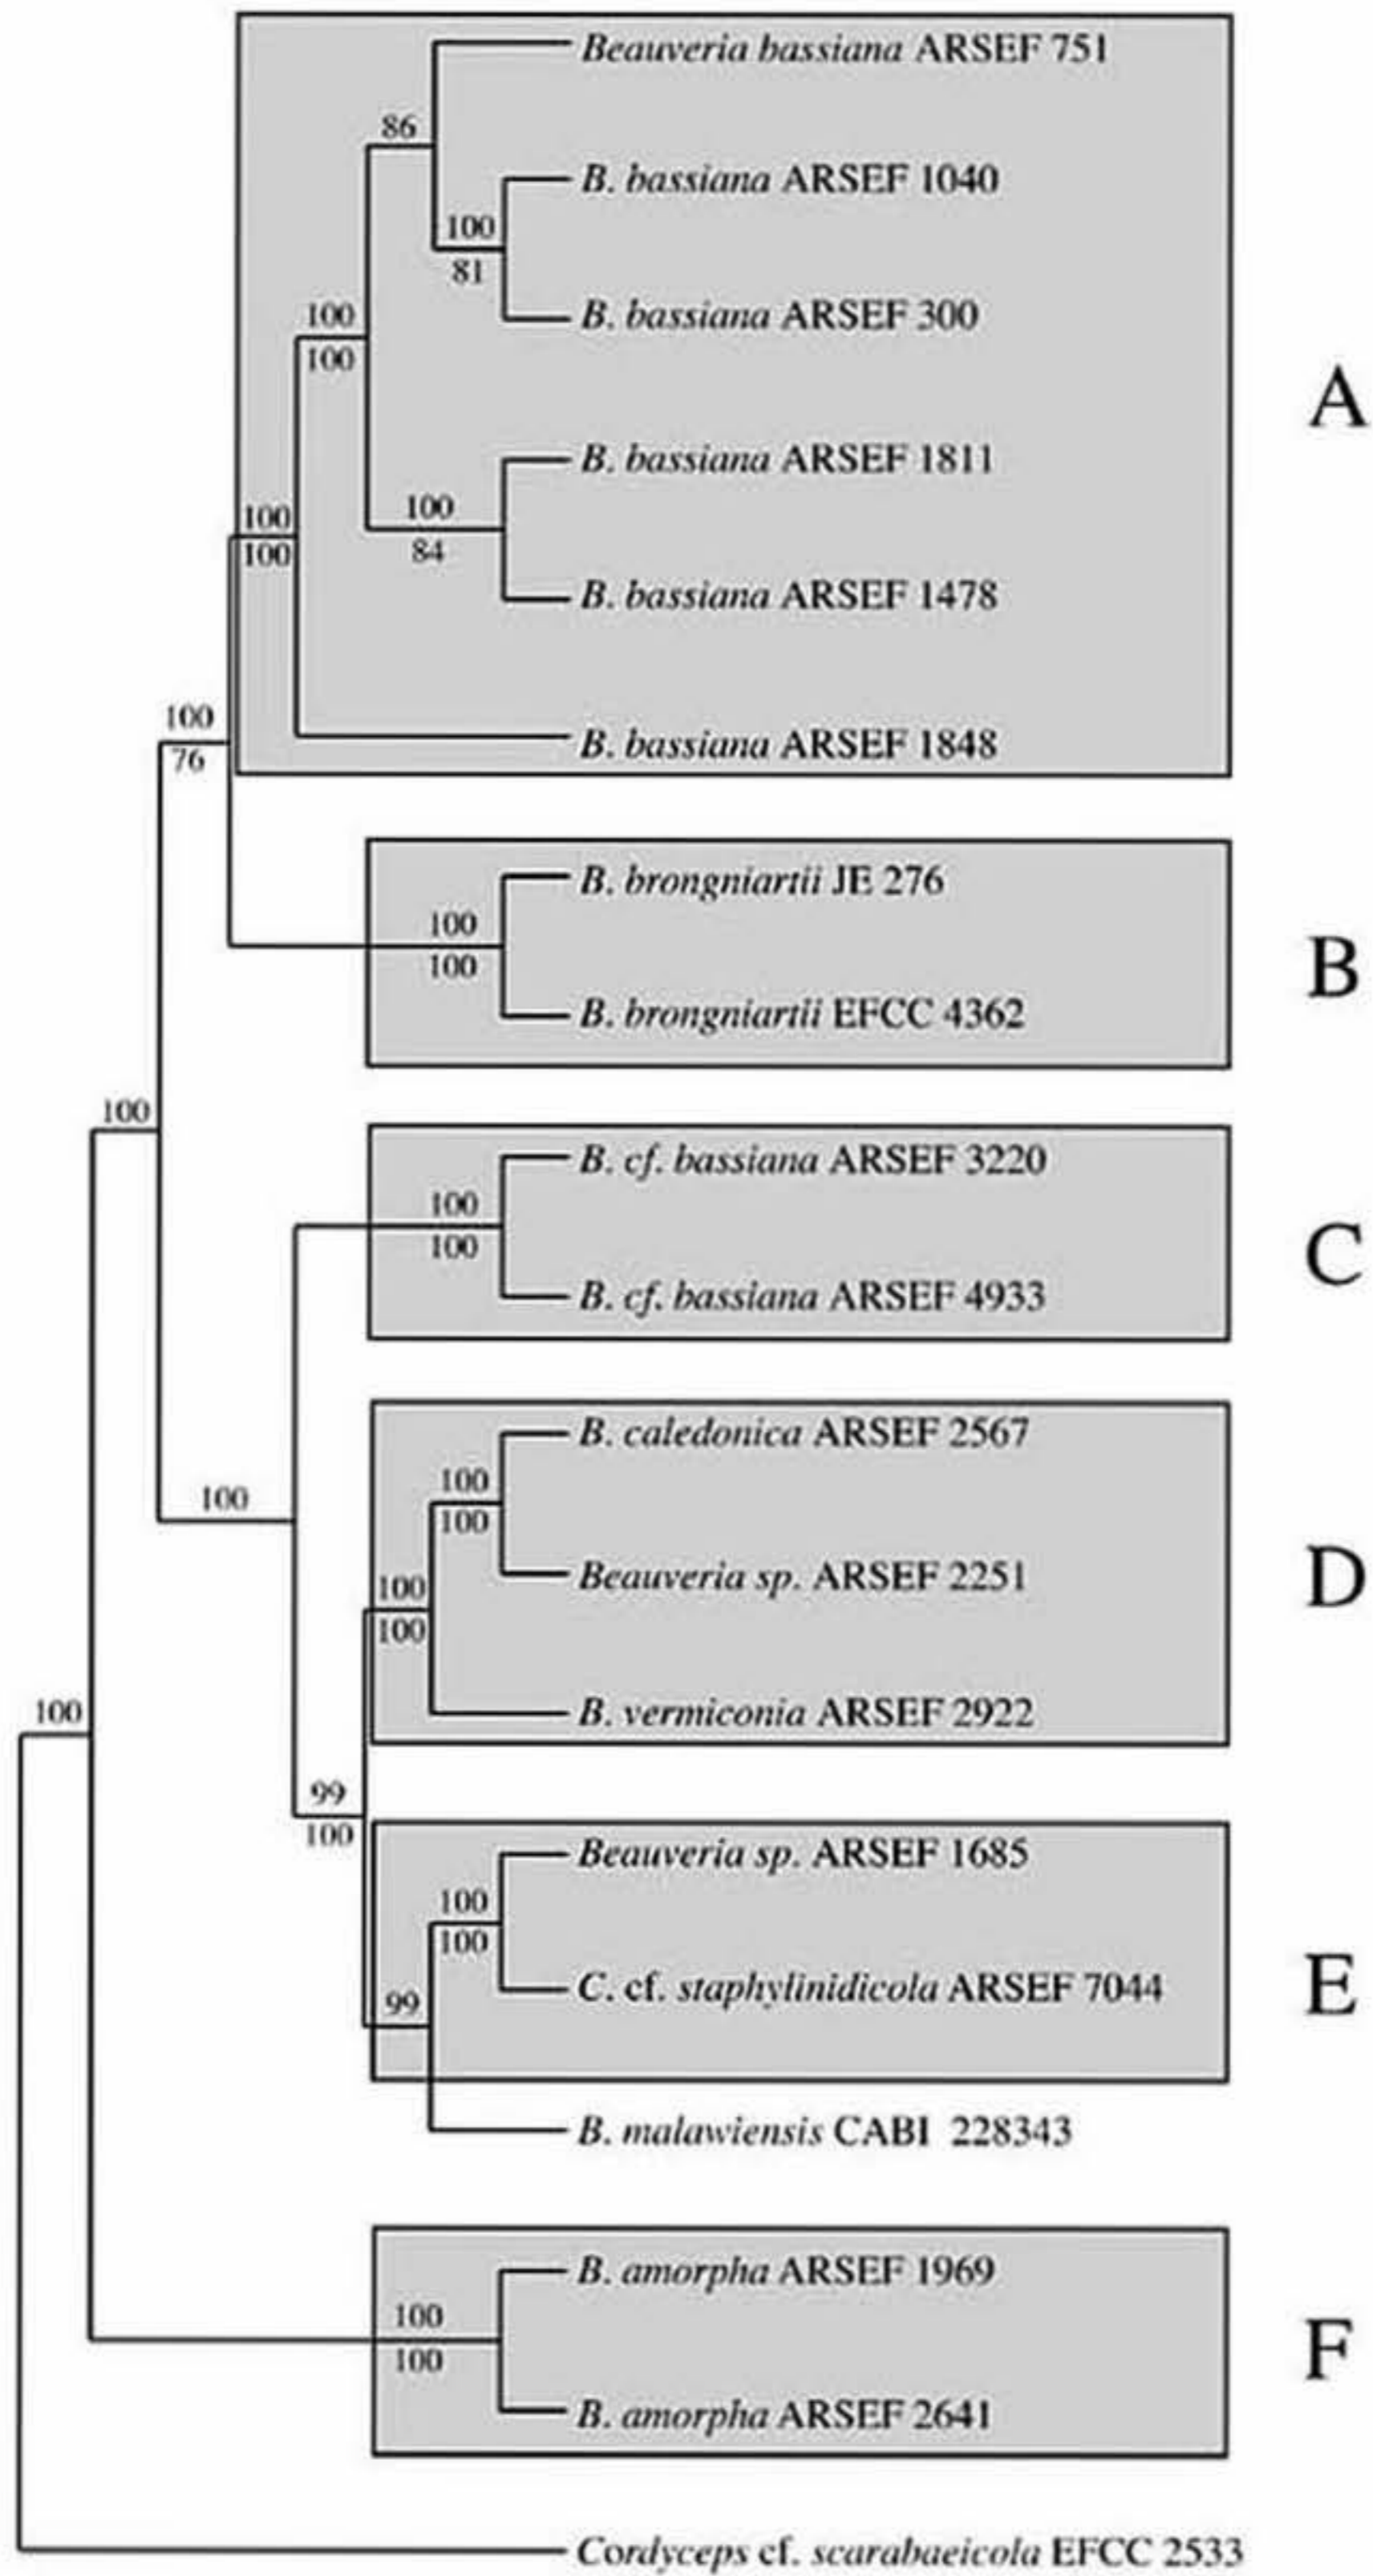 Beauveria bassiana ARSEF 751
86
B. bassiana ARSEF 1040
100
81
B. bassiana ARSEF 300
100
100
A
B. bassiana ARSEF 1811
100
84
100
100
B. bassiana ARSEF 1478
100
76
B. bassiana ARSEF 1848
B. brongniartii JE 276
100
100
B
B. brongniartii EFCC 4362
100
B. cf. bassiana ARSEF 3220
100
100
C
B. cf. bassiana ARSEF 4933
B. caledonica ARSEF 2567
100
100
100
Beauveria sp. ARSEF 2251
D
100
100
B. vermiconia ARSEF 2922
100
99
100
Beauveria sp. ARSEF 1685
100
100
C. cf. staphylinidicola ARSEF 7044
E
99
B. malawiensis CABI 228343
B. amorpha ARSEF 1969
100
100
F
B. amorpha ARSEF 2641
Cordyceps cf. scarabaeicola EFCC 2533